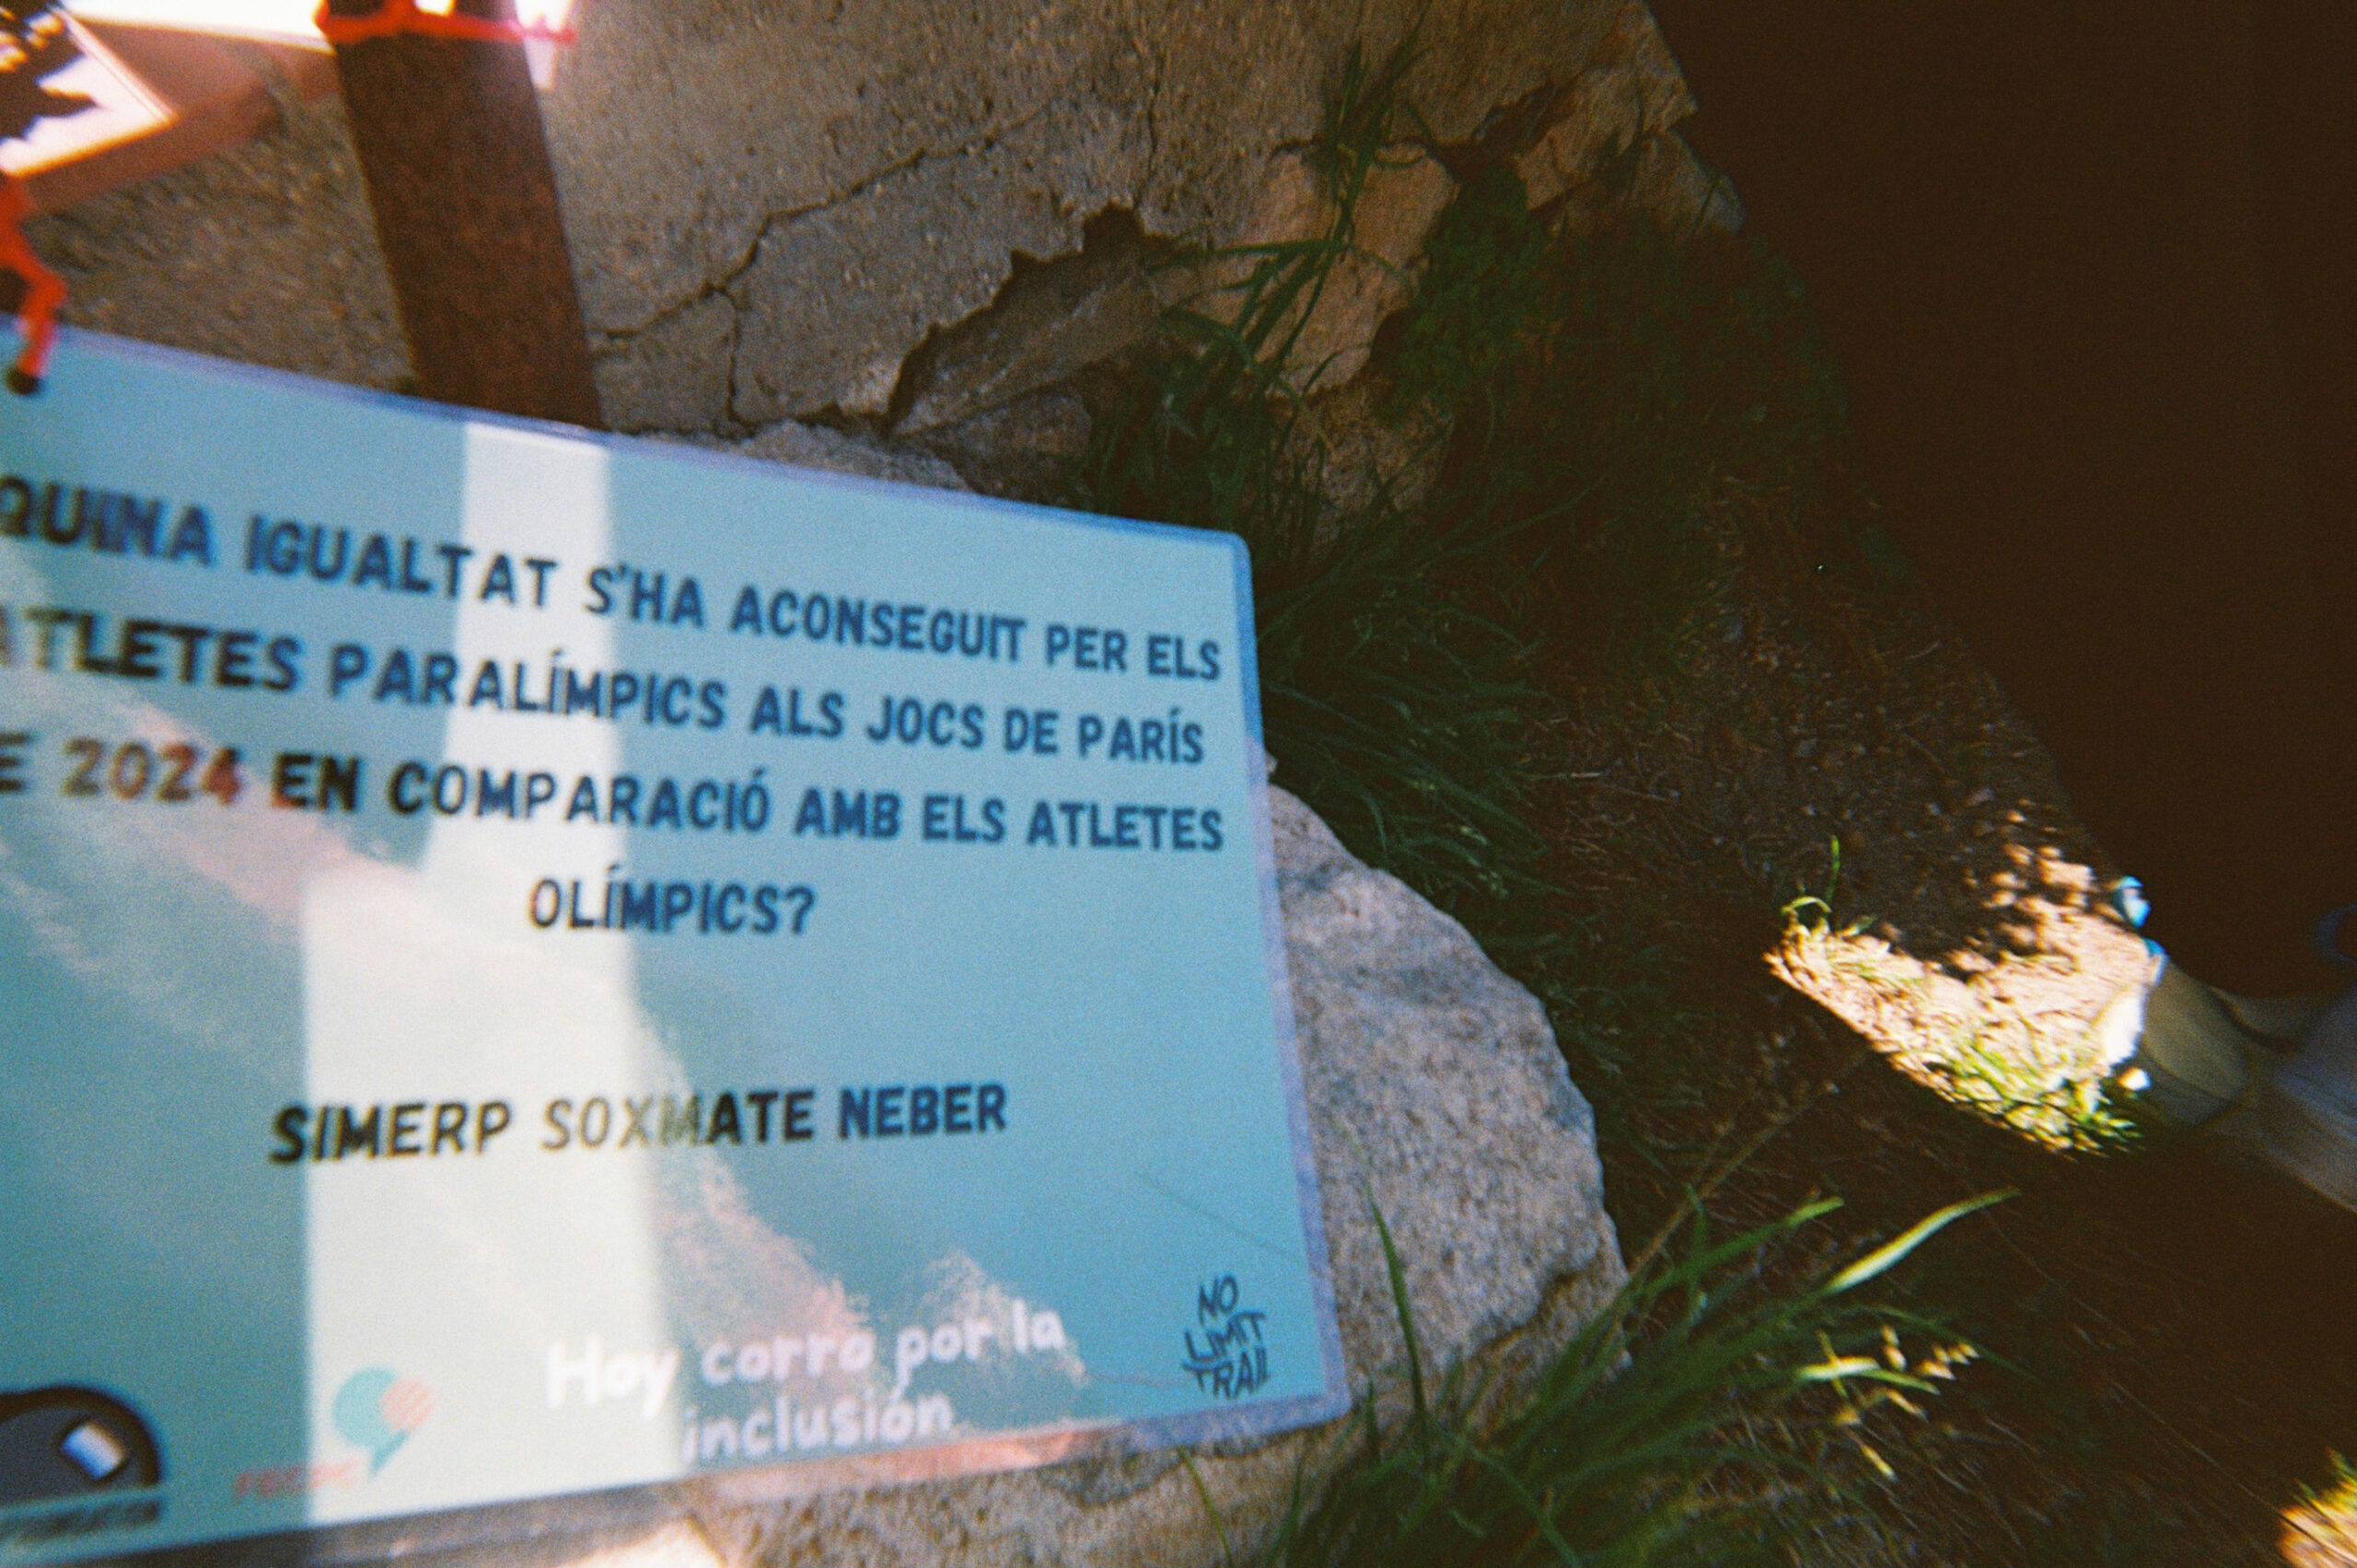 QUINA IGUALTAT S'HA ACONSEGUIT PER ELS
ATLETES PARALÍMPICS ALS JOCS DE PARÍS
E 2024 EN COMPARACIÓ AMB ELS ATLETES
OLÍMPICS?
SIMERP SOXMATE NEBER
Hoy corro por la
inclusión
NO
LIMIT
TRAIL